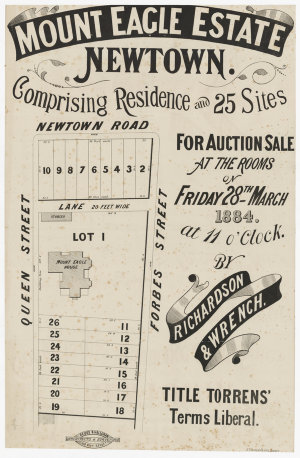 MOUNT EAGLE ESTATE
NEWTOWN.
Comprising Residence and 25 Sites
NEWTOWN ROAD
10 9 8 7 6 5 4 3 2
LANE 20 FEET WIDE
STABLES
LOT 1
MOUNT EAGLE
HOUSE
QUEEN STREET
FORBES STREET
26 11
25 12
24 13
23 14
22 15
21 16
20 17
19 18
FOR AUCTION SALE
AT THE ROOMS
ON
FRIDAY 28TH MARCH
1884.
at 11 o'Clock.
BY
RICHARDSON
& WRENCH.
TITLE TORRENS'
Terms Liberal.